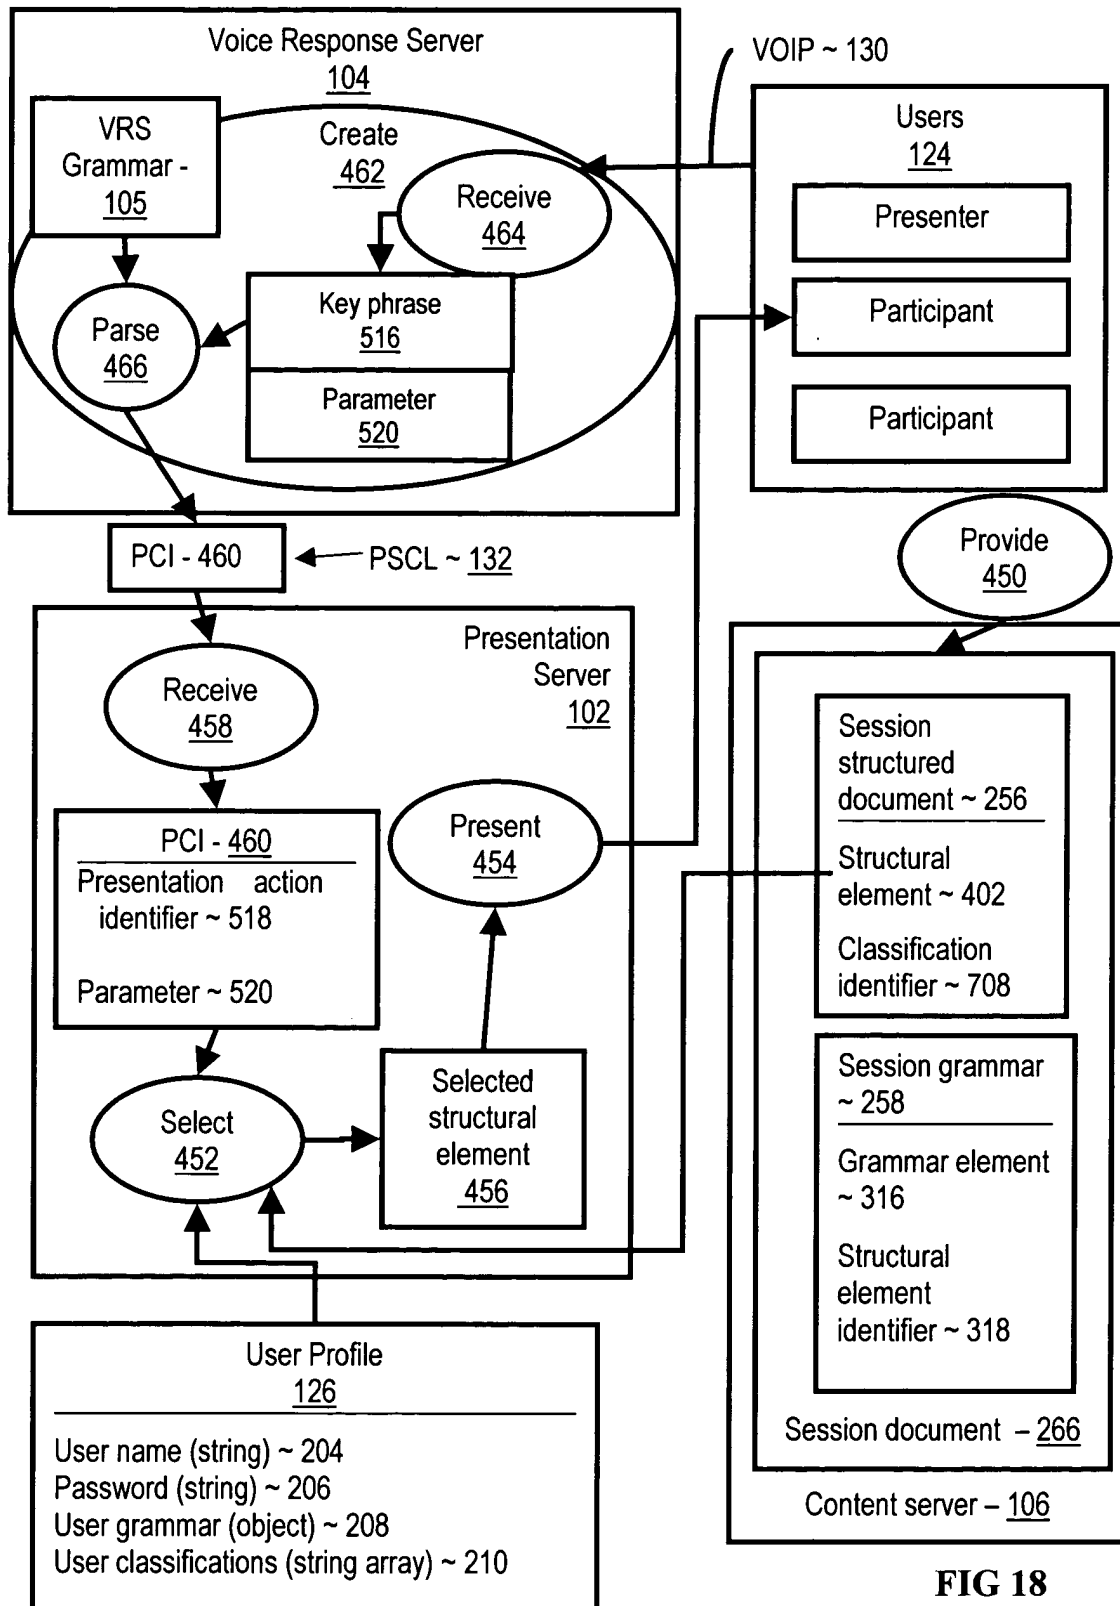 Voice Response Server
104
VRS
Grammar -
105
Create
462
Receive
464
Key phrase
516
Parameter
520
Parse
466
VOIP ~ 130
Users
124
Presenter
Participant
Participant
PCI - 460
PSCL ~ 132
Provide
450
Presentation
Server
102
Receive
458
PCI - 460
Presentation action
identifier ~ 518
Parameter ~ 520
Present
454
Select
452
Selected
structural
element
456
Session
structured
document ~ 256
Structural
element ~ 402
Classification
identifier ~ 708
Session grammar
~ 258
Grammar element
~ 316
Structural
element
identifier ~ 318
Session document – 266
Content server – 106
User Profile
126
User name (string) ~ 204
Password (string) ~ 206
User grammar (object) ~ 208
User classifications (string array) ~ 210
FIG 18